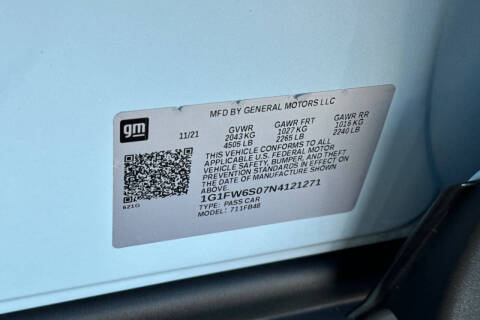 MFD BY GENERAL MOTORS LLC
gm
11/21 GVWR GAWR FRT GAWR RR
2043 KG 1027 KG 1016 KG
4505 LB 2265 LB 2240 LB
THIS VEHICLE CONFORMS TO ALL
APPLICABLE U.S. FEDERAL MOTOR
VEHICLE SAFETY, BUMPER, AND THEFT
PREVENTION STANDARDS IN EFFECT ON
THE DATE OF MANUFACTURE SHOWN
ABOVE.
1G1FW6S07N4121271
TYPE: PASS CAR
MODEL: 711FB48
621G